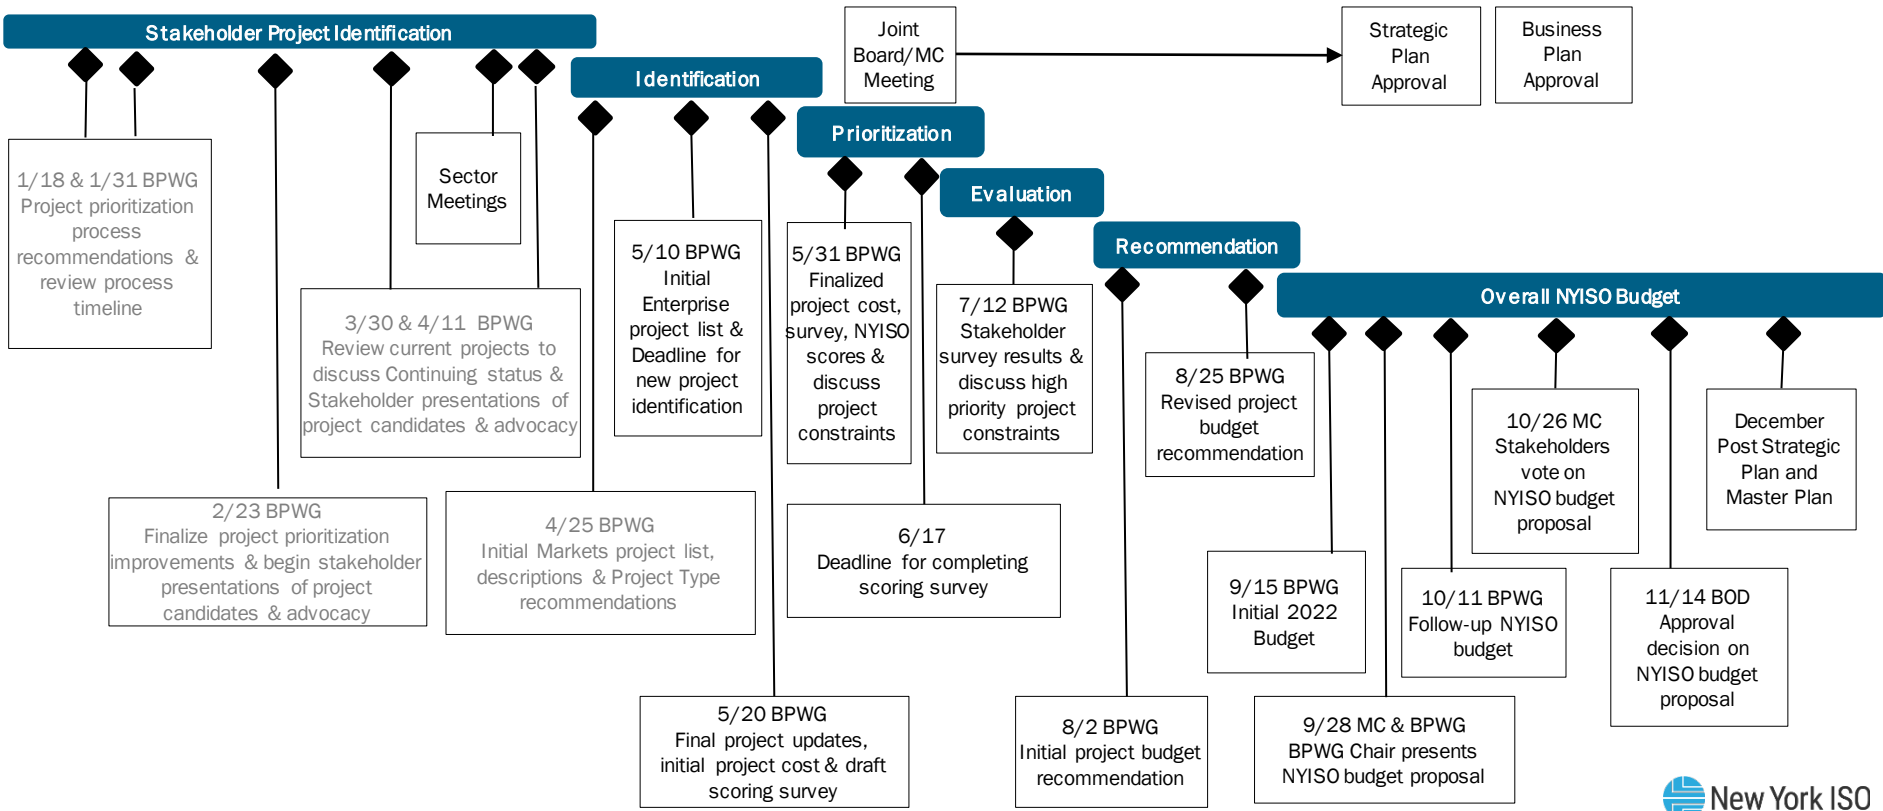 Stakeholder Project Identification
Joint
Board/MC
Meeting
Strategic
Plan
Approval
Business
Plan
Approval
Identification
Prioritization
Evaluation
Recommendation
Overall NYISO Budget
1/18 & 1/31 BPWG
Project prioritization
process
recommendations &
review process
timeline
Sector
Meetings
3/30 & 4/11 BPWG
Review current projects to
discuss Continuing status &
Stakeholder presentations of
project candidates & advocacy
2/23 BPWG
Finalize project prioritization
improvements & begin stakeholder
presentations of project
candidates & advocacy
4/25 BPWG
Initial Markets project list,
descriptions & Project Type
recommendations
5/10 BPWG
Initial
Enterprise
project list &
Deadline for
new project
identification
5/20 BPWG
Final project updates,
initial project cost & draft
scoring survey
5/31 BPWG
Finalized
project cost,
survey, NYISO
scores &
discuss
project
constraints
6/17
Deadline for completing
scoring survey
7/12 BPWG
Stakeholder
survey results &
discuss high
priority project
constraints
8/2 BPWG
Initial project budget
recommendation
8/25 BPWG
Revised project
budget
recommendation
9/15 BPWG
Initial 2022
Budget
9/28 MC & BPWG
BPWG Chair presents
NYISO budget proposal
10/11 BPWG
Follow-up NYISO
budget
10/26 MC
Stakeholders
vote on
NYISO budget
proposal
11/14 BOD
Approval
decision on
NYISO budget
proposal
December
Post Strategic
Plan and
Master Plan
New York ISO